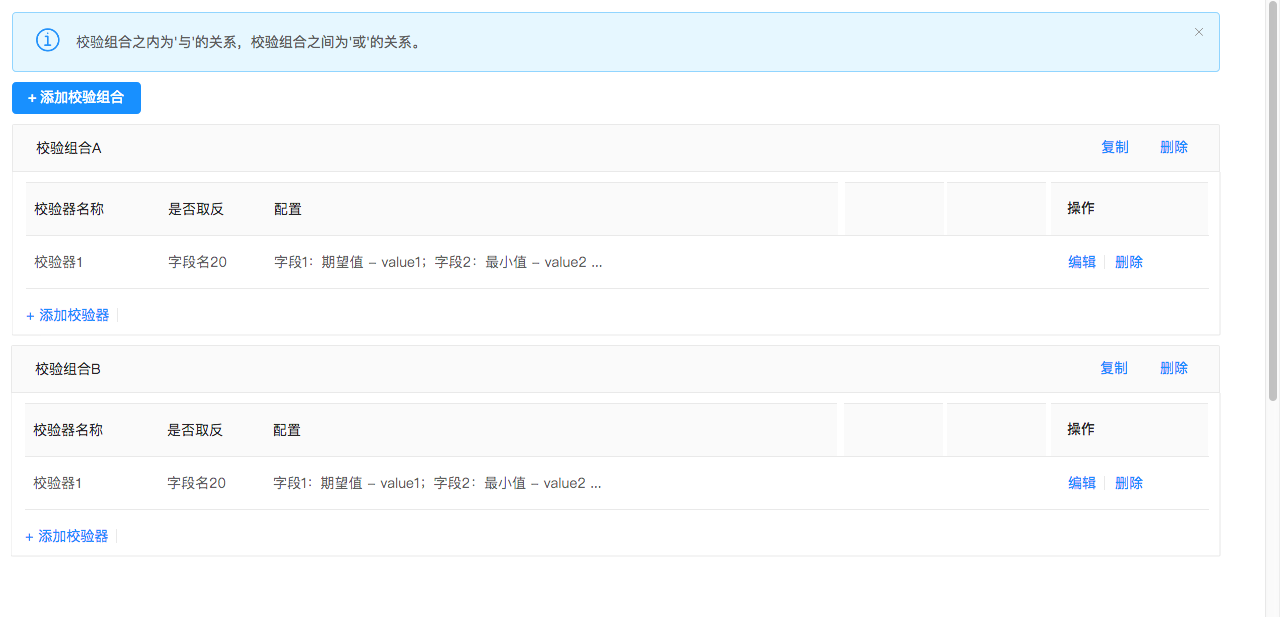 校验组合之内为'与'的关系，校验组合之间为'或'的关系。
+ 添加校验组合
校验组合A 复制 删除
校验器名称 是否取反 配置 操作
校验器1 字段名20 字段1：期望值 – value1；字段2：最小值 – value2 ... 编辑 删除
+ 添加校验器
校验组合B 复制 删除
校验器名称 是否取反 配置 操作
校验器1 字段名20 字段1：期望值 – value1；字段2：最小值 – value2 ... 编辑 删除
+ 添加校验器